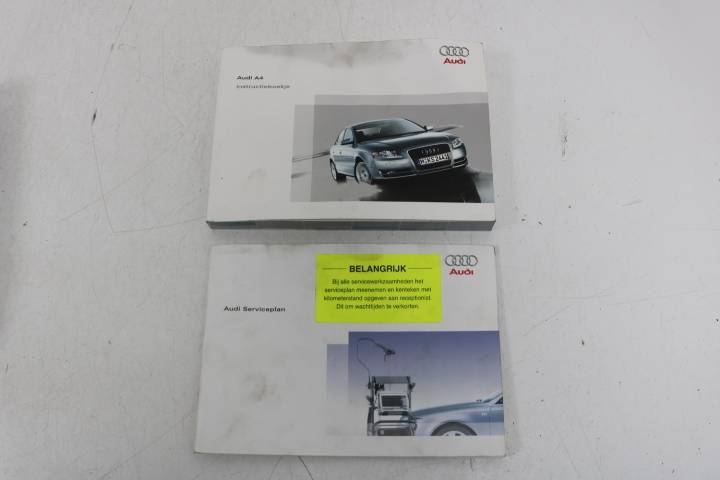 Audi
Audi A4
Instructieboekje
Audi
BELANGRIJK
Bij alle servicewerkzaamheden het
serviceplan meenemen en kenteken met
kilometerstand opgeven aan receptionist.
Dit om wachttijden te verkorten.
Audi Serviceplan